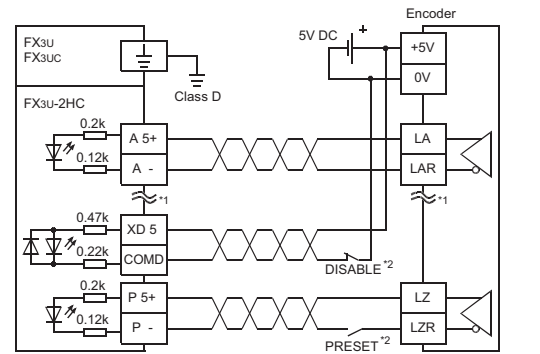 Encoder
FX3U
FX3UC
5V DC
+
+5V
0V
Class D
FX3U-2HC
0.2k
A 5+
LA
0.12k
A -
LAR
*1
*1
0.47k
XD 5
0.22k
COMD
DISABLE*2
0.2k
P 5+
LZ
0.12k
P -
LZR
PRESET*2